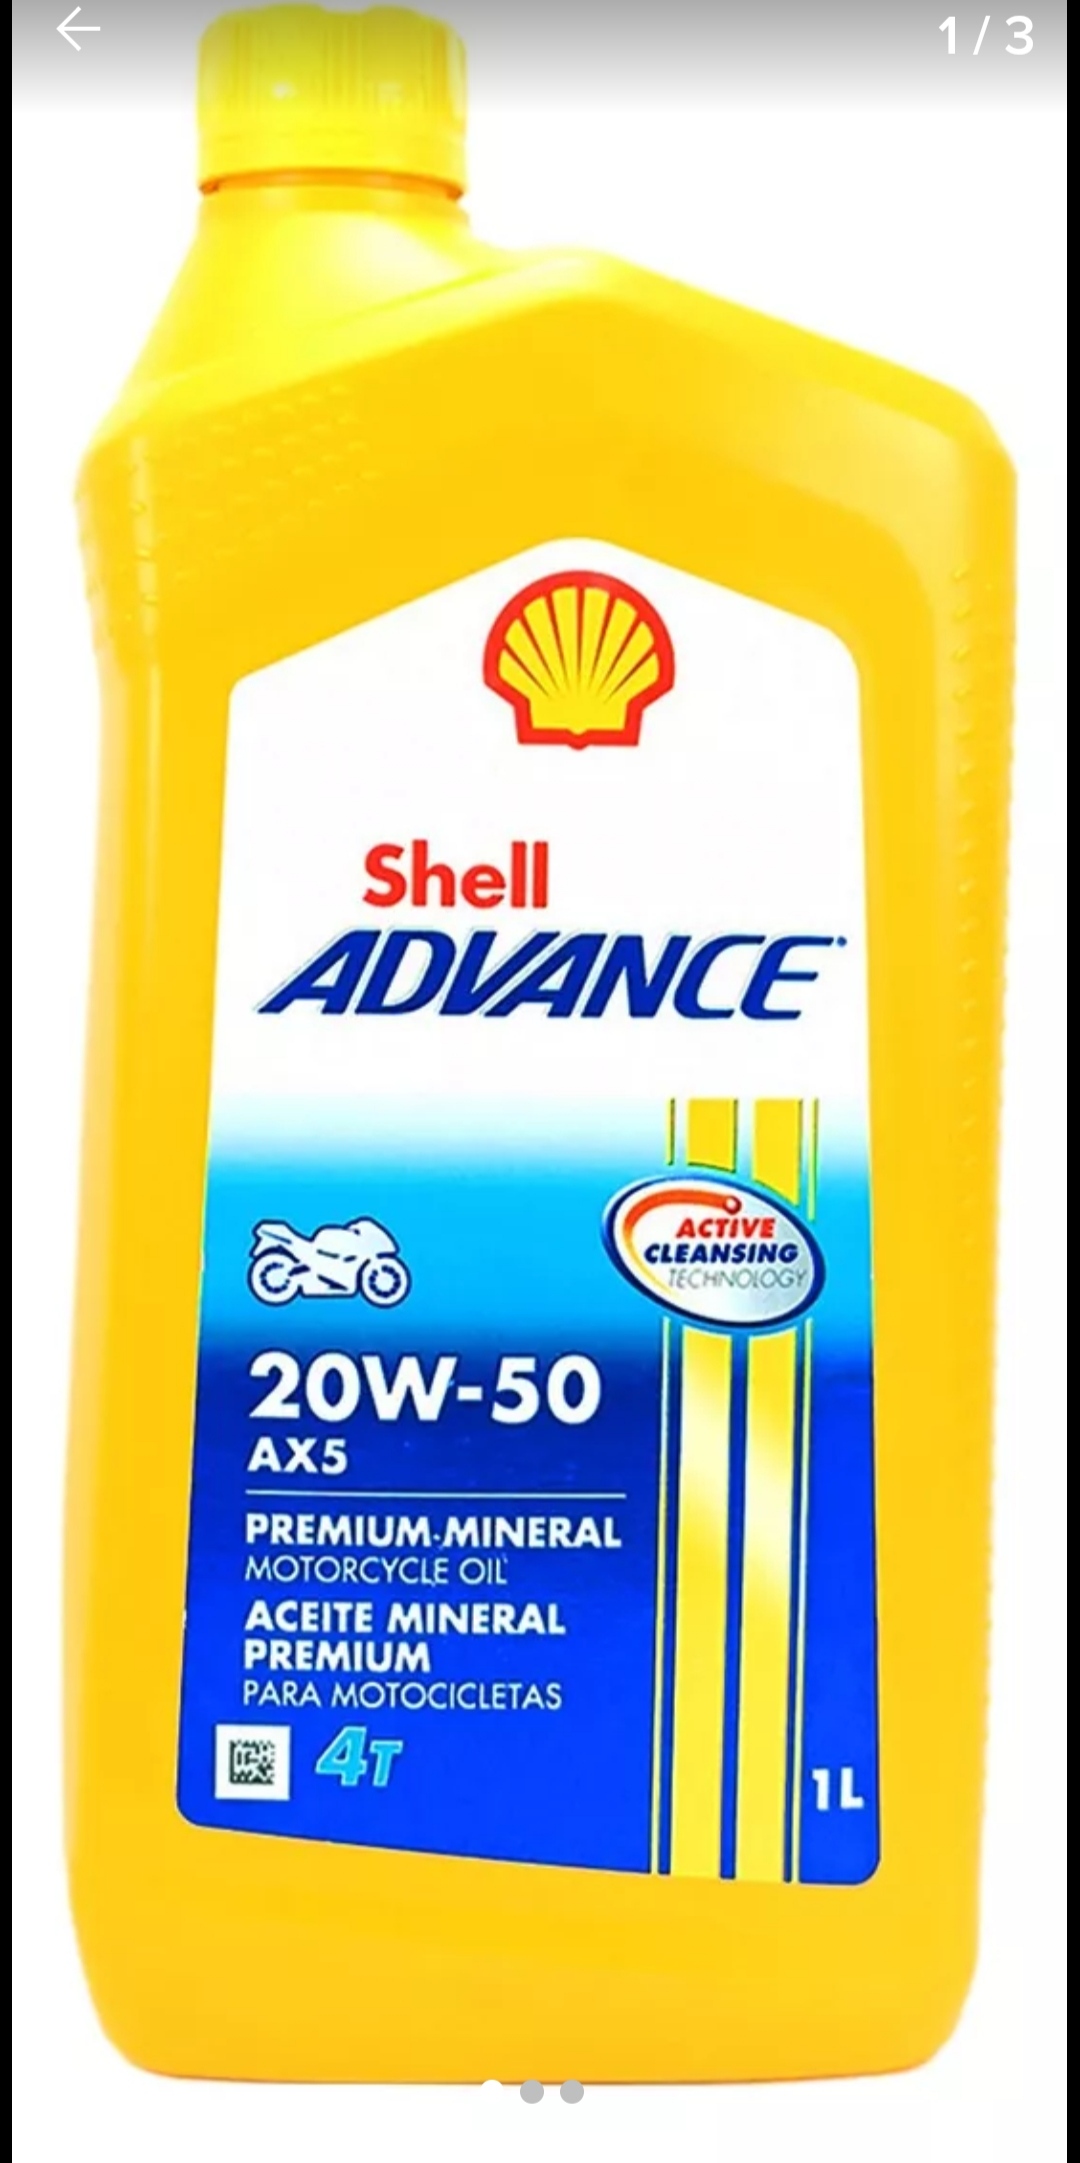 1 / 3
Shell
ADVANCE
ACTIVE
CLEANSING
TECHNOLOGY
20W-50
AX5
PREMIUM MINERAL
MOTORCYCLE OIL
ACEITE MINERAL
PREMIUM
PARA MOTOCICLETAS
4T
1L